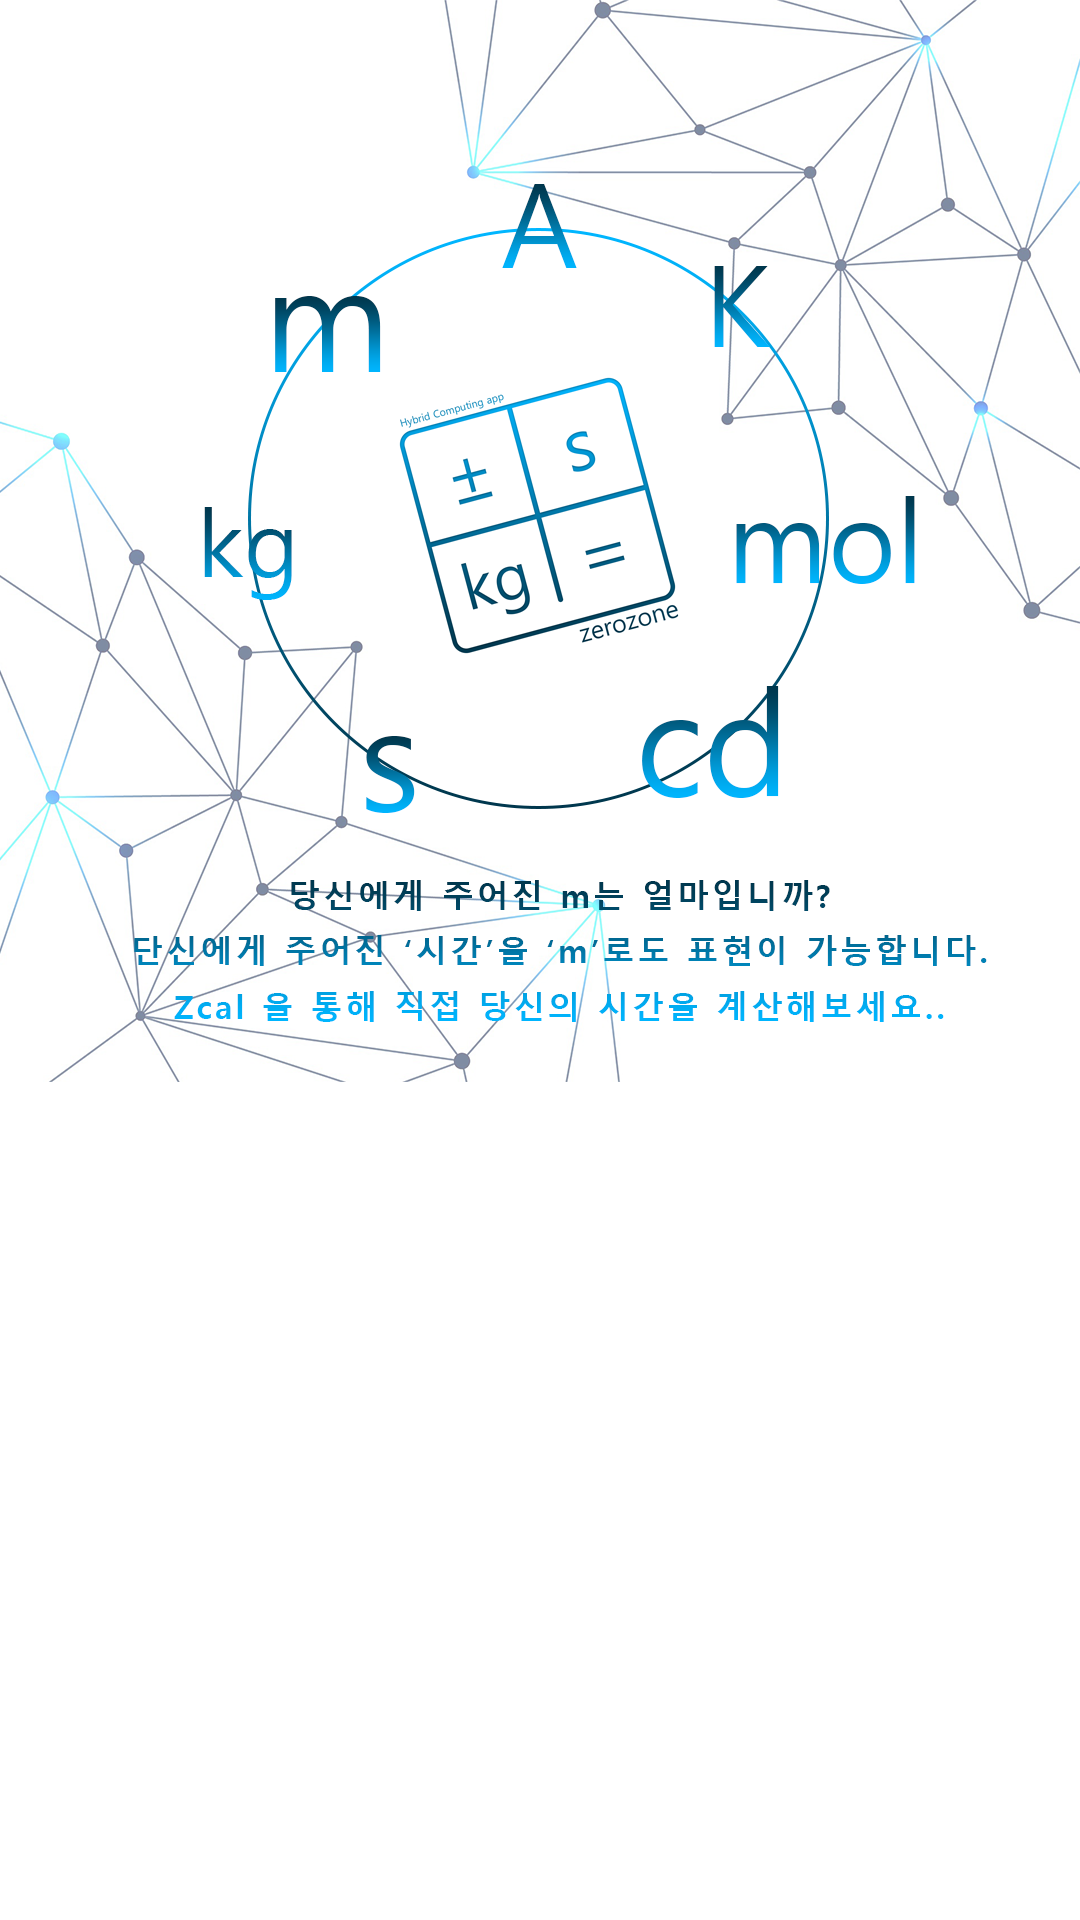 A
m
K
Hybrid Computing app
±
s
kg
=
zerozone
kg
mol
s
cd
당신에게 주어진 m는 얼마입니까?
단신에게 주어진 ‘시간’을 ‘m’로도 표현이 가능합니다.
Zcal 을 통해 직접 당신의 시간을 계산해보세요..